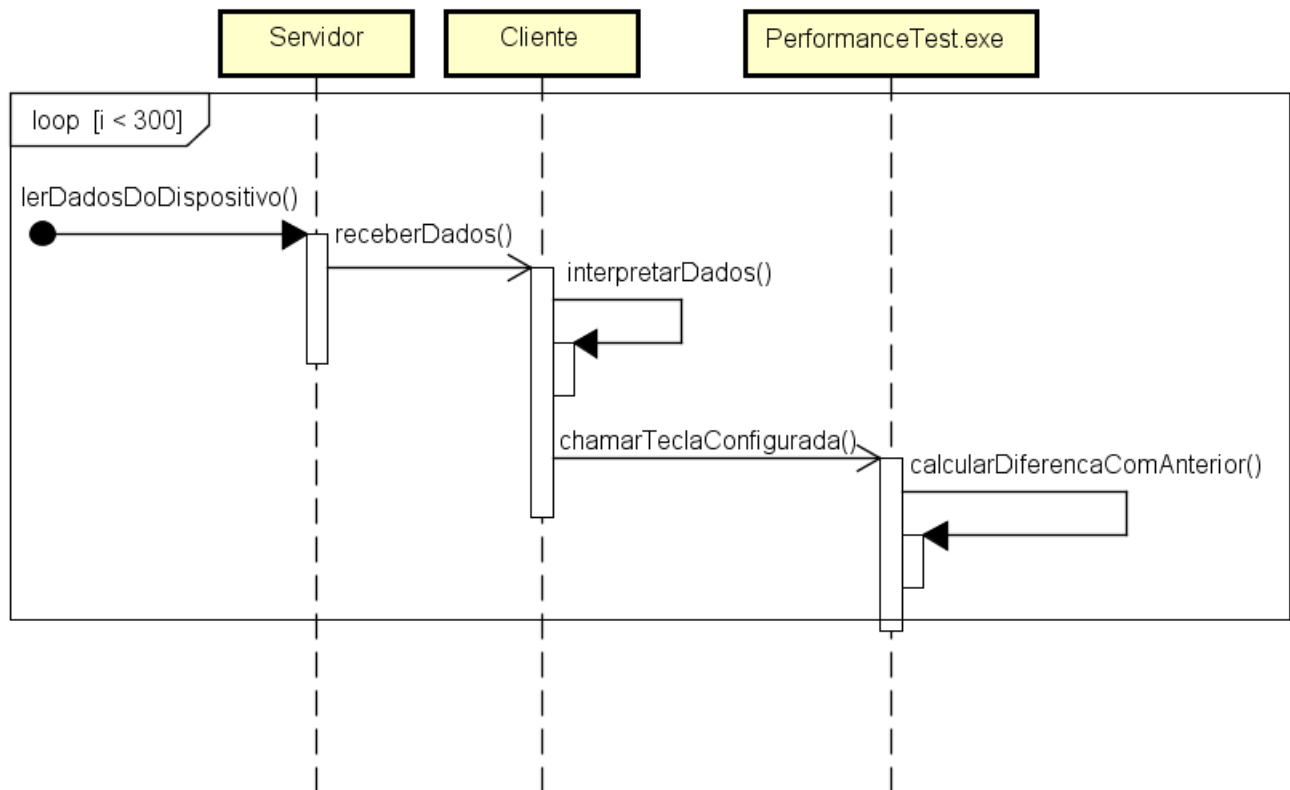 Servidor
Cliente
PerformanceTest.exe
loop [i < 300]
lerDadosDoDispositivo()
receberDados()
interpretarDados()
chamarTeclaConfigurada()
calcularDiferencaComAnterior()